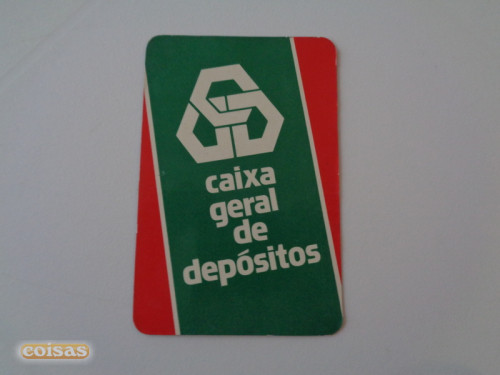 caixa
geral
de
depósitos
coisas